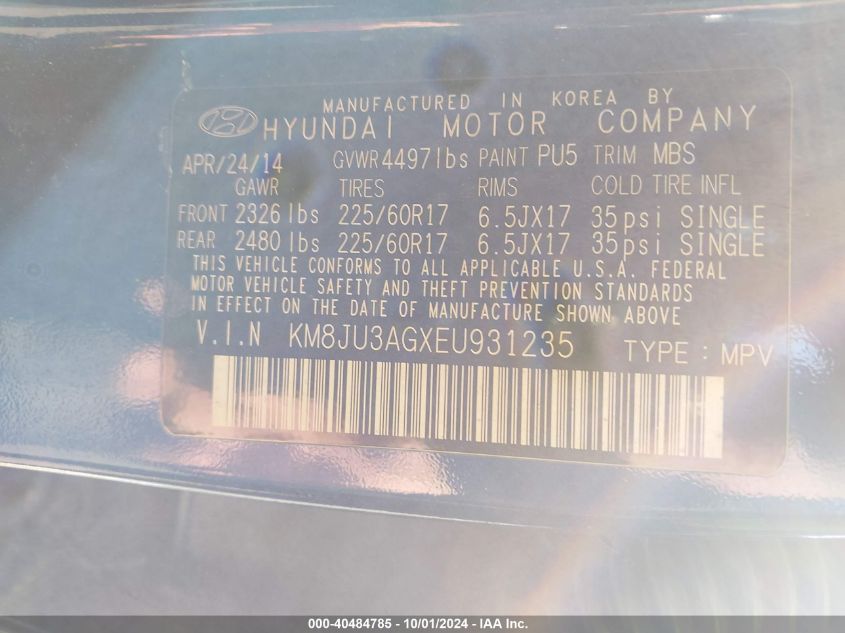 MANUFACTURED IN KOREA BY
HYUNDAI MOTOR COMPANY
APR/24/14 GVWR 4497lbs PAINT PU5 TRIM MBS
GAWR TIRES RIMS COLD TIRE INFL
FRONT 2326 lbs 225/60R17 6.5JX17 35psi SINGLE
REAR 2480 lbs 225/60R17 6.5JX17 35psi SINGLE
THIS VEHICLE CONFORMS TO ALL APPLICABLE U.S.A. FEDERAL
MOTOR VEHICLE SAFETY AND THEFT PREVENTION STANDARDS
IN EFFECT ON THE DATE OF MANUFACTURE SHOWN ABOVE
V.I.N KM8JU3AGXEU931235 TYPE : MPV
000-40484785 - 10/01/2024 - IAA Inc.